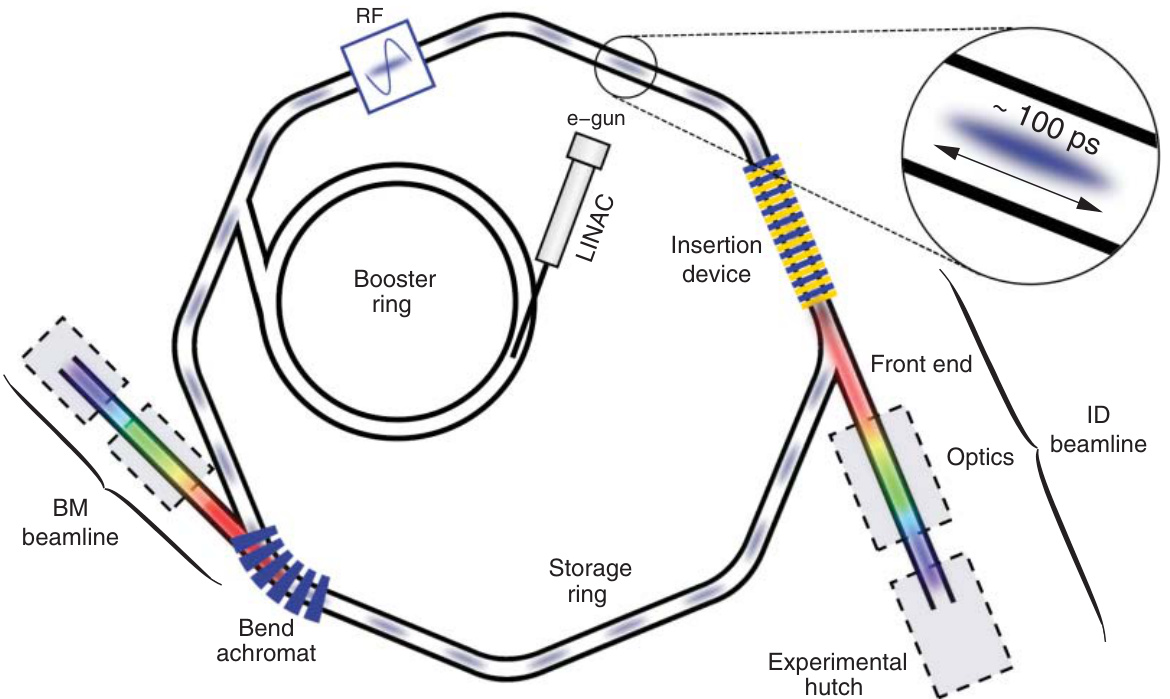 RF
e–gun
~ 100 ps
LINAC
Insertion
device
Booster
ring
Front end
ID
beamline
Optics
BM
beamline
Storage
ring
Bend
achromat
Experimental
hutch